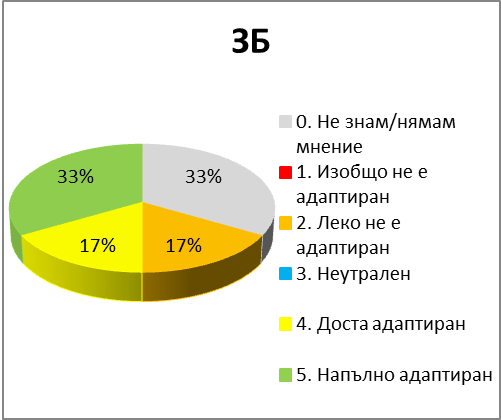 3Б
0. Не знам/нямам
мнение
1. Изобщо не е
адаптиран
2. Леко не е
адаптиран
3. Неутрален
4. Доста адаптиран
5. Напълно адаптиран
33%
33%
17%
17%